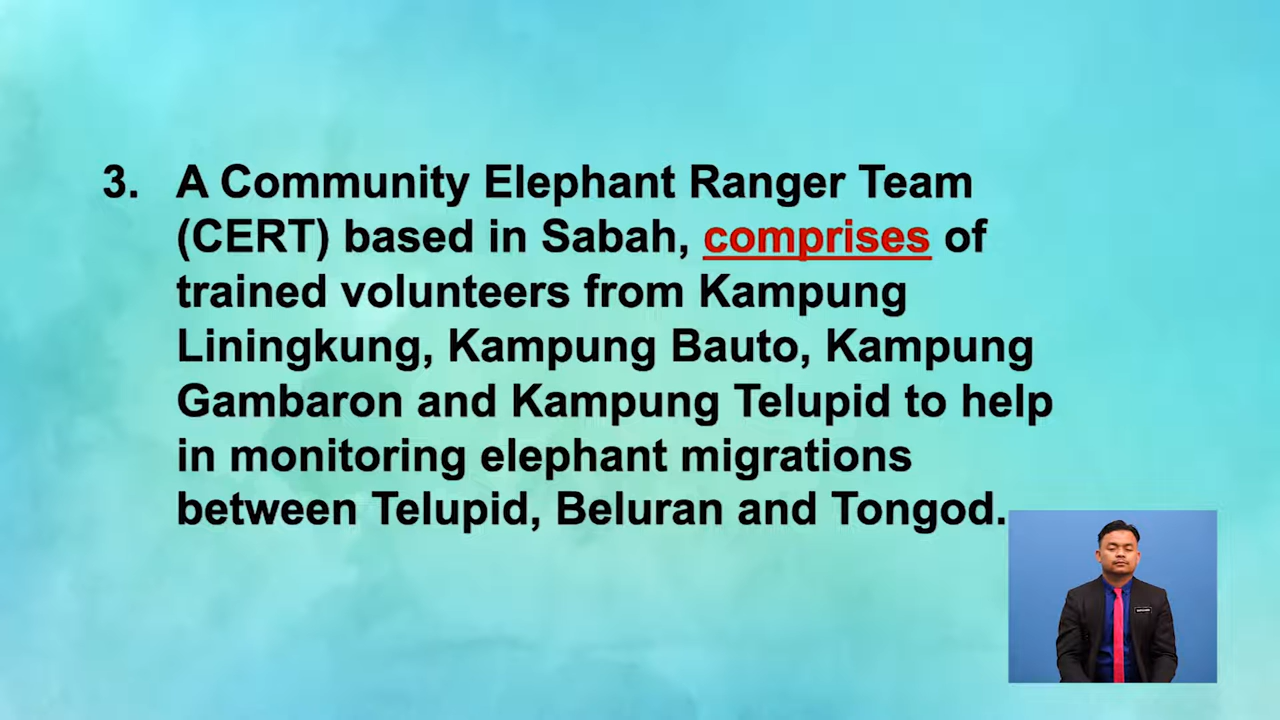 3. A Community Elephant Ranger Team
(CERT) based in Sabah, comprises of
trained volunteers from Kampung
Liningkung, Kampung Bauto, Kampung
Gambaron and Kampung Telupid to help
in monitoring elephant migrations
between Telupid, Beluran and Tongod.